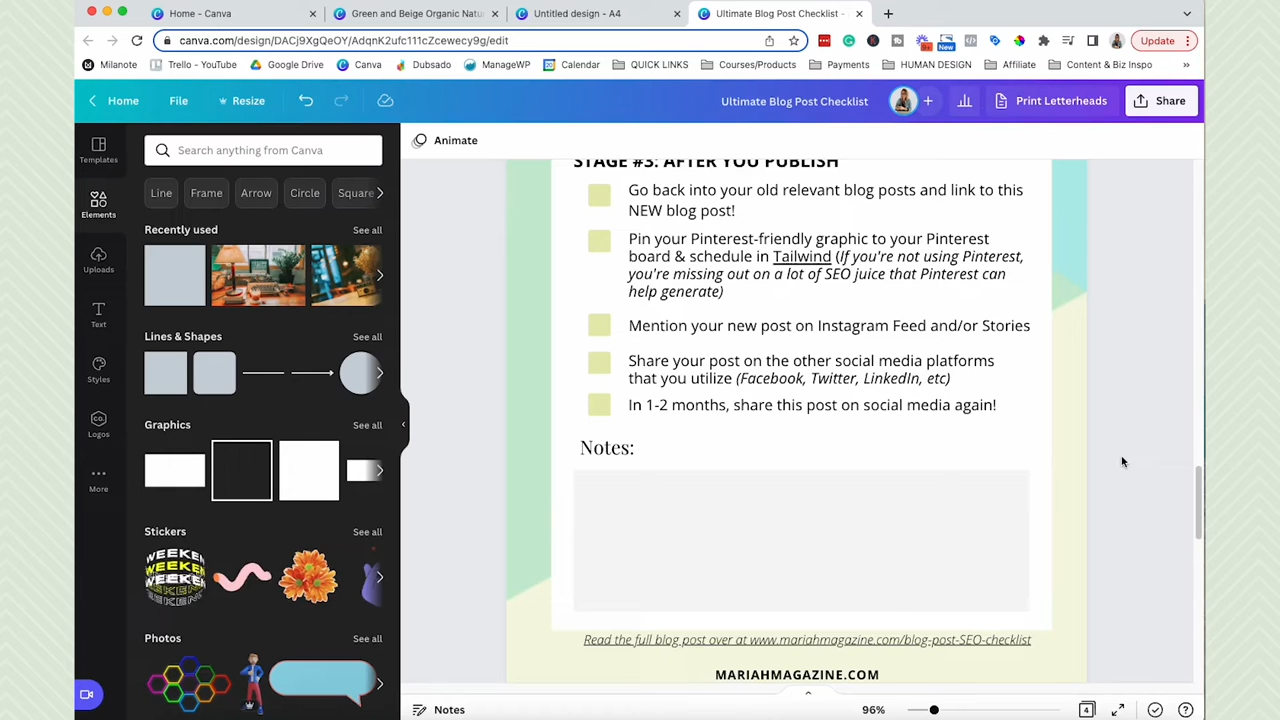 Home - Canva
Green and Beige Organic Natu
Untitled design - A4
Ultimate Blog Post Checklist -
canva.com/design/DACj9XgQeOY/AdqnK2ufc111cZcewecy9g/edit
New
Update
Milanote
Trello - YouTube
Google Drive
Canva
Dubsado
ManageWP
Calendar
QUICK LINKS
Courses/Products
Payments
HUMAN DESIGN
Affiliate
Content & Biz Inspo
Home
File
Resize
Ultimate Blog Post Checklist
Print Letterheads
Share
Templates
Elements
Uploads
Text
Styles
CO.
Logos
More
Search anything from Canva
Line
Frame
Arrow
Circle
Square
Recently used
See all
Lines & Shapes
See all
Graphics
See all
Stickers
See all
WEEKEN
WEEKEN
WEEKEN
WEEKEN
Photos
See all
Animate
STAGE #3: AFTER YOU PUBLISH
Go back into your old relevant blog posts and link to this
NEW blog post!
Pin your Pinterest-friendly graphic to your Pinterest
board & schedule in Tailwind (If you're not using Pinterest,
you're missing out on a lot of SEO juice that Pinterest can
help generate)
Mention your new post on Instagram Feed and/or Stories
Share your post on the other social media platforms
that you utilize (Facebook, Twitter, LinkedIn, etc)
In 1-2 months, share this post on social media again!
Notes:
Read the full blog post over at www.mariahmagazine.com/blog-post-SEO-checklist
MARIAHMAGAZINE.COM
Notes
96%
4